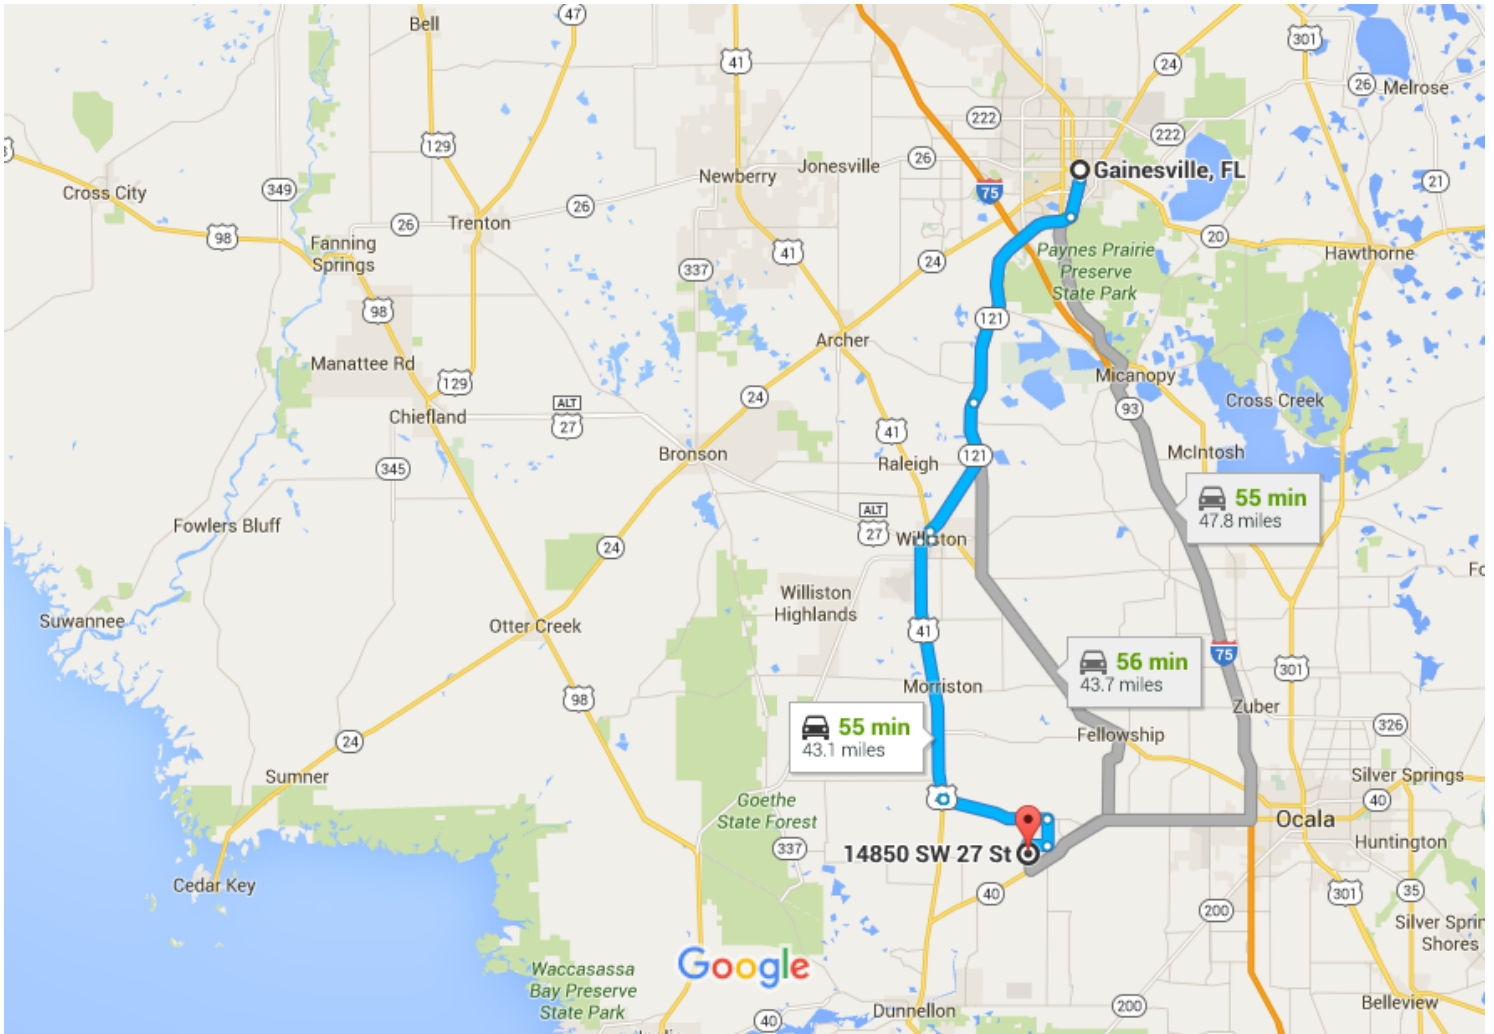 Bell
47
41
301
24
26
Melrose
222
129
222
Jonesville
26
Newberry
Gainesville, FL
349
Cross City
75
21
26
98
26
Trenton
20
Fanning
Springs
41
24
Paynes Prairie
Preserve
State Park
Hawthorne
337
98
121
Archer
Manattee Rd
129
Micanopy
ALT
27
24
93
Cross Creek
Chiefland
41
McIntosh
Bronson
121
Raleigh
345
55 min
47.8 miles
Fowlers Bluff
ALT
27
Williston
24
Williston
Highlands
Suwannee
Otter Creek
41
75
56 min
43.7 miles
301
Morriston
98
Zuber
55 min
43.1 miles
Fellowship
326
24
Sumner
Silver Springs
40
Goethe
State Forest
Ocala
Huntington
337
14850 SW 27 St
Cedar Key
40
301
35
200
Silver Sprin
Shores
Google
Waccasassa
Bay Preserve
State Park
Dunnellon
200
Belleview
40